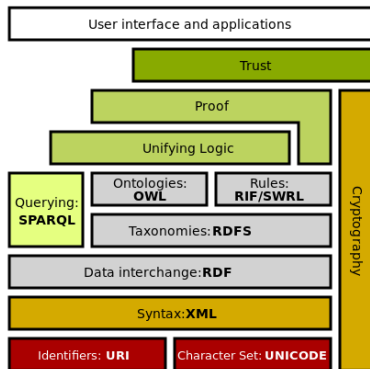 User interface and applications
Trust
Proof
Unifying Logic
Querying:
SPARQL
Ontologies:
OWL
Rules:
RIF/SWRL
Taxonomies:RDFS
Data interchange:RDF
Syntax:XML
Identifiers: URI
Character Set: UNICODE
Cryptography